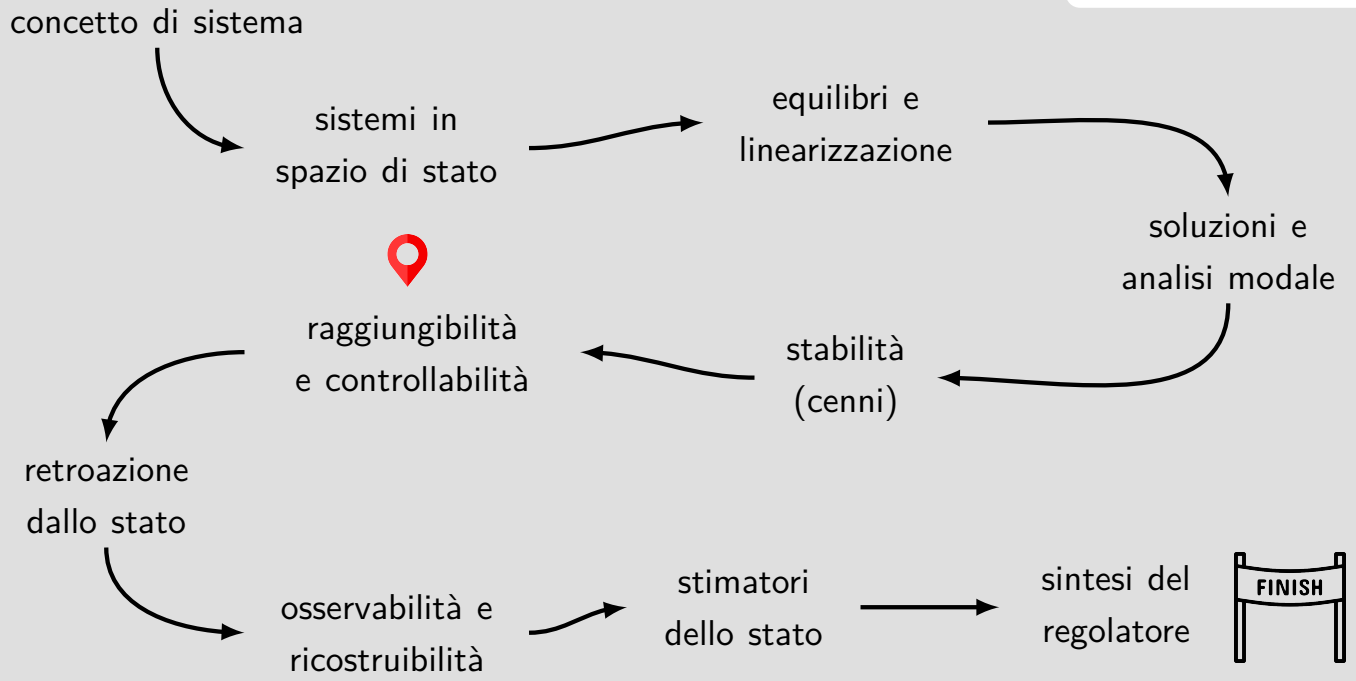 concetto di sistema
sistemi in
spazio di stato
equilibri e
linearizzazione
soluzioni e
analisi modale
stabilità
(cenni)
raggiungibilità
e controllabilità
retroazione
dallo stato
osservabilità e
ricostruibilità
stimatori
dello stato
sintesi del
regolatore
FINISH